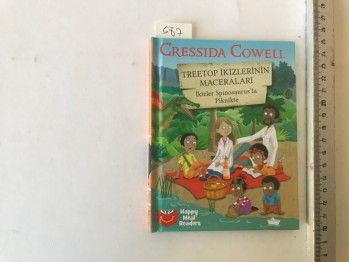 687
CRESSIDA COWELL
TREETOP İKİZLERİNİN
MACERALARI
İkizler Spinosaurus'la
Piknikte
Happy
Meal
Readers